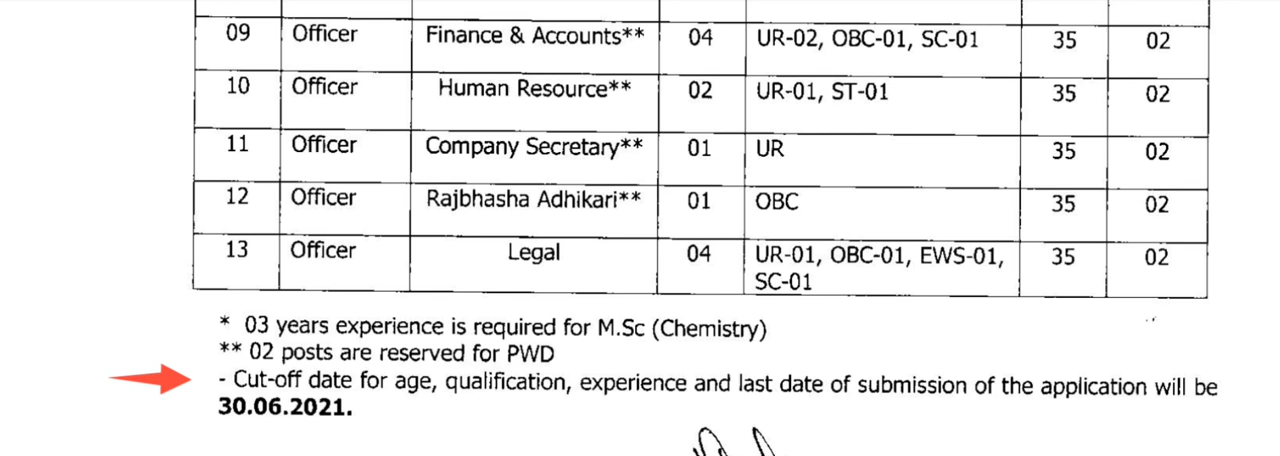 09 Officer Finance & Accounts** 04 UR-02, OBC-01, SC-01 35 02
10 Officer Human Resource** 02 UR-01, ST-01 35 02
11 Officer Company Secretary** 01 UR 35 02
12 Officer Rajbhasha Adhikari** 01 OBC 35 02
13 Officer Legal 04 UR-01, OBC-01, EWS-01, 35 02
SC-01
* 03 years experience is required for M.Sc (Chemistry)
** 02 posts are reserved for PWD
- Cut-off date for age, qualification, experience and last date of submission of the application will be
30.06.2021.